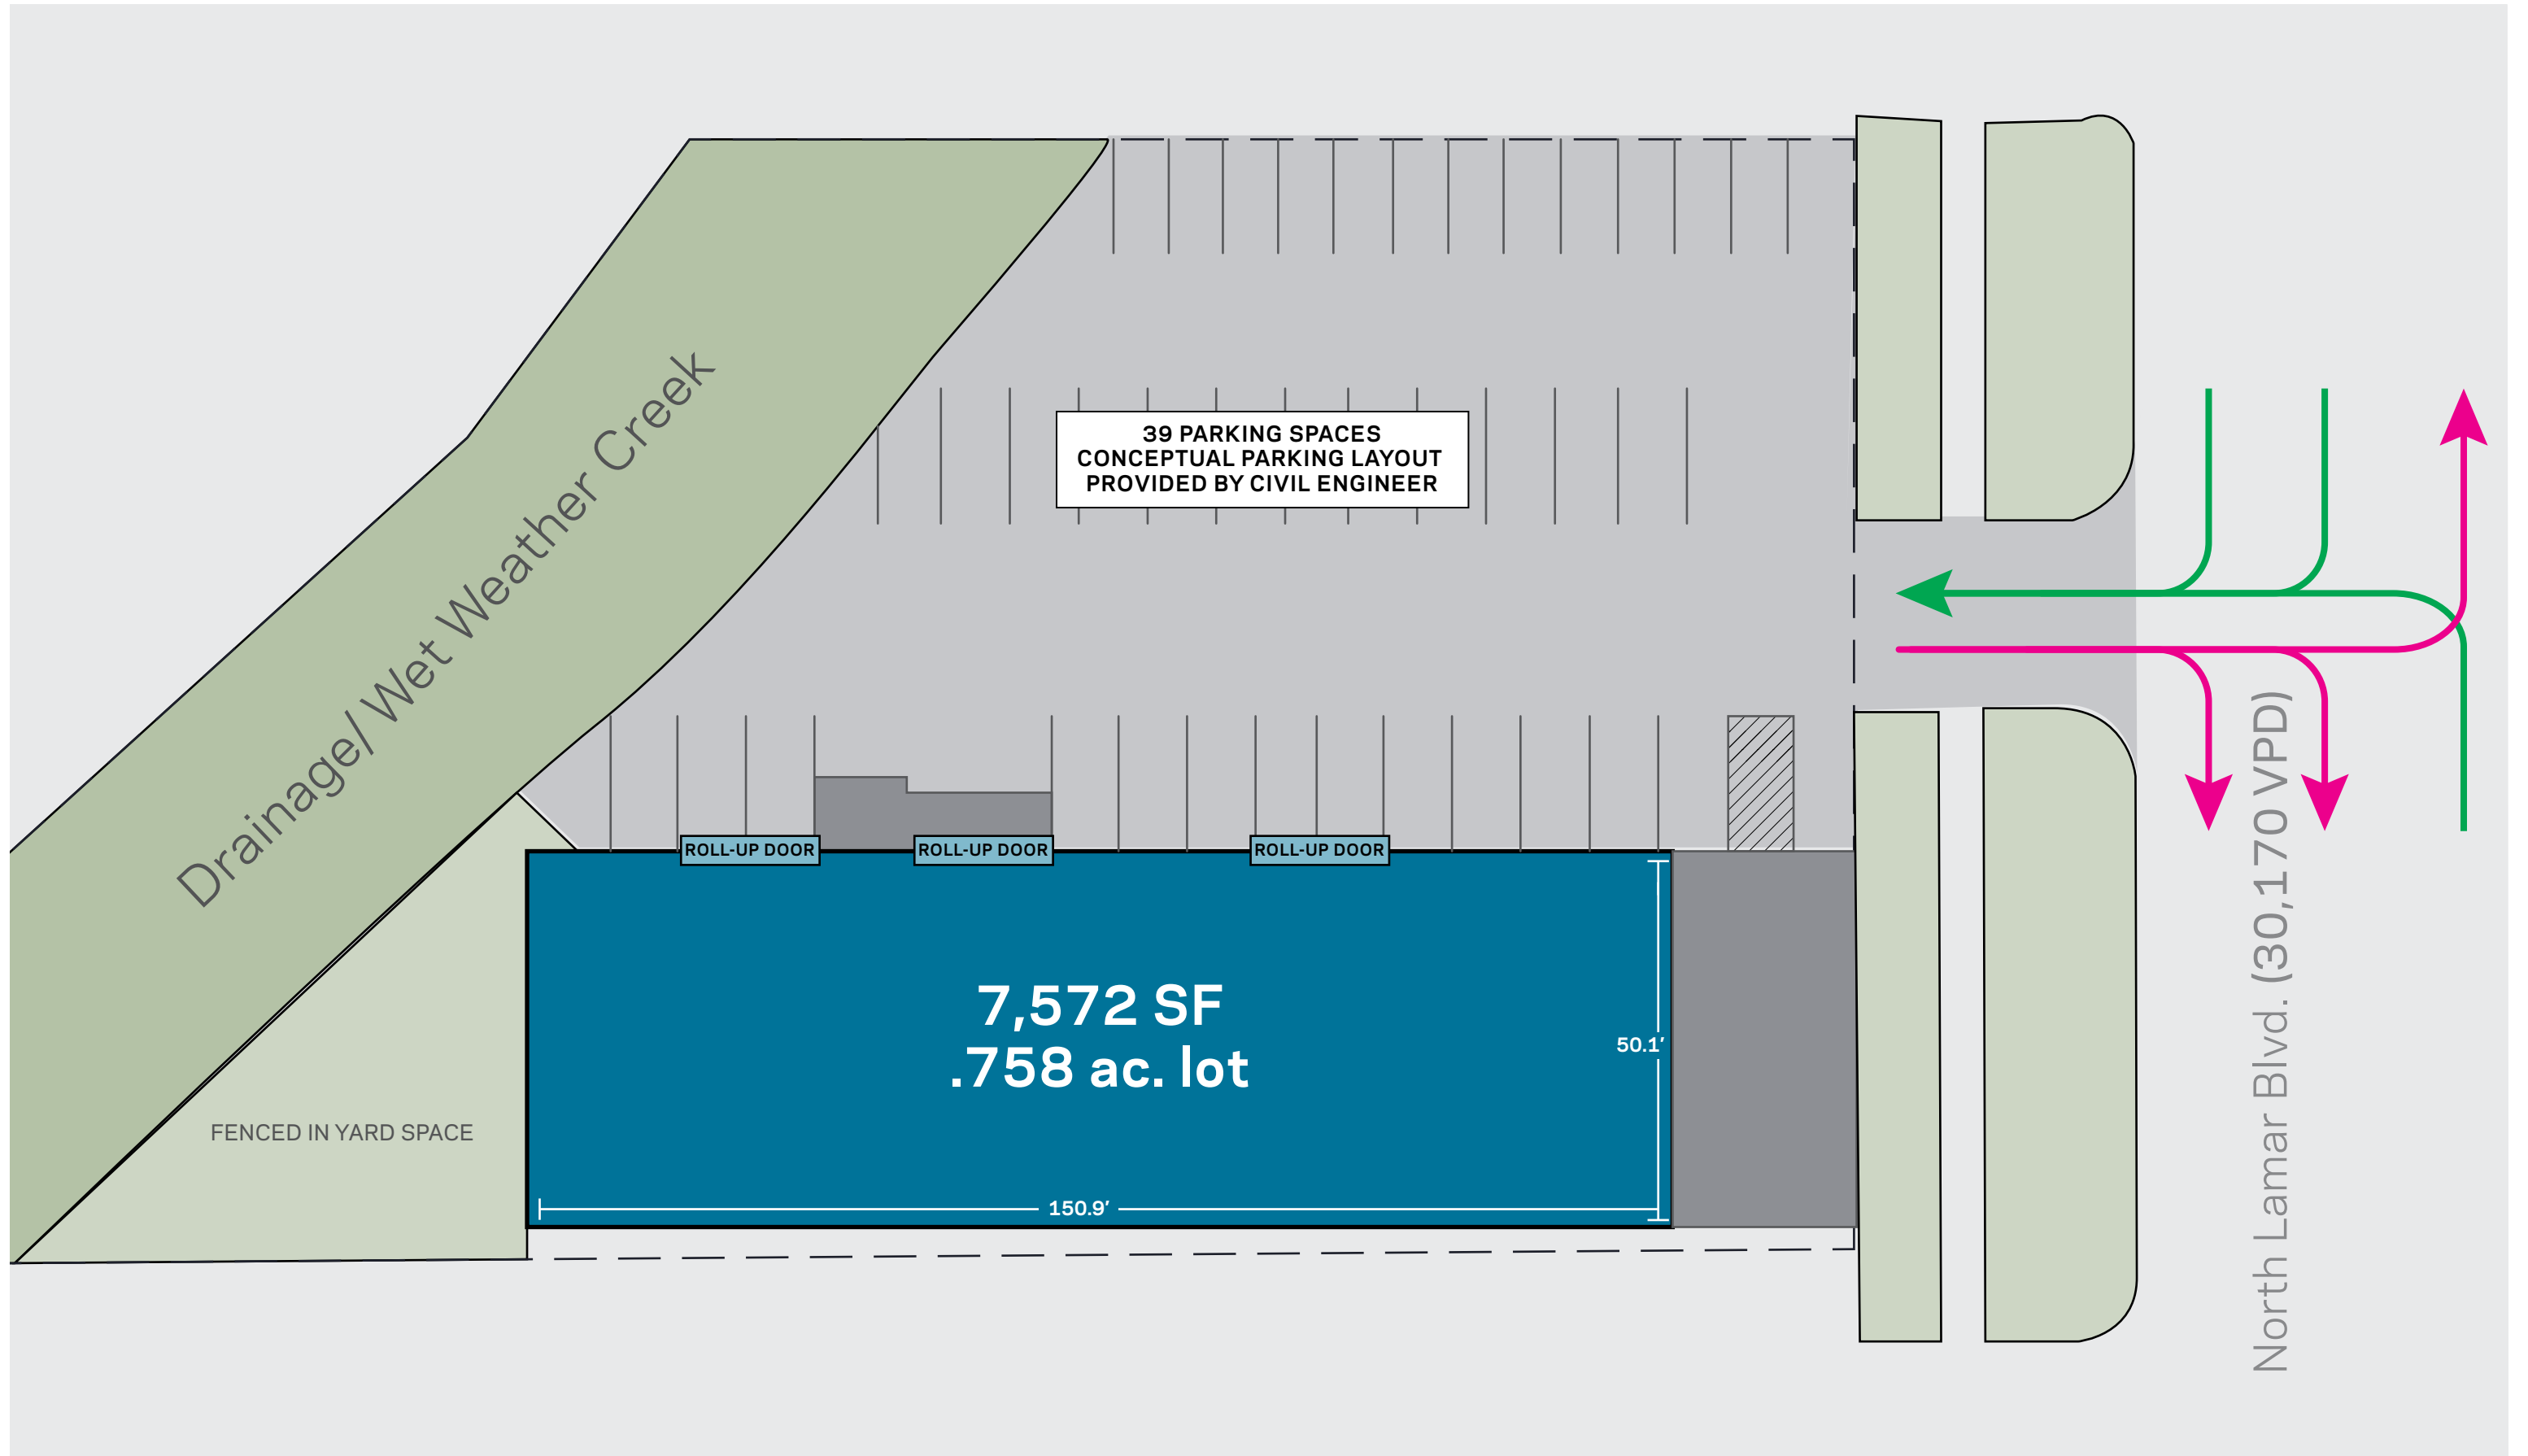 Drainage/ Wet Weather Creek
39 PARKING SPACES
CONCEPTUAL PARKING LAYOUT
PROVIDED BY CIVIL ENGINEER
ROLL-UP DOOR
ROLL-UP DOOR
ROLL-UP DOOR
7,572 SF
.758 ac. lot
50.1′
150.9′
FENCED IN YARD SPACE
North Lamar Blvd. (30,170 VPD)